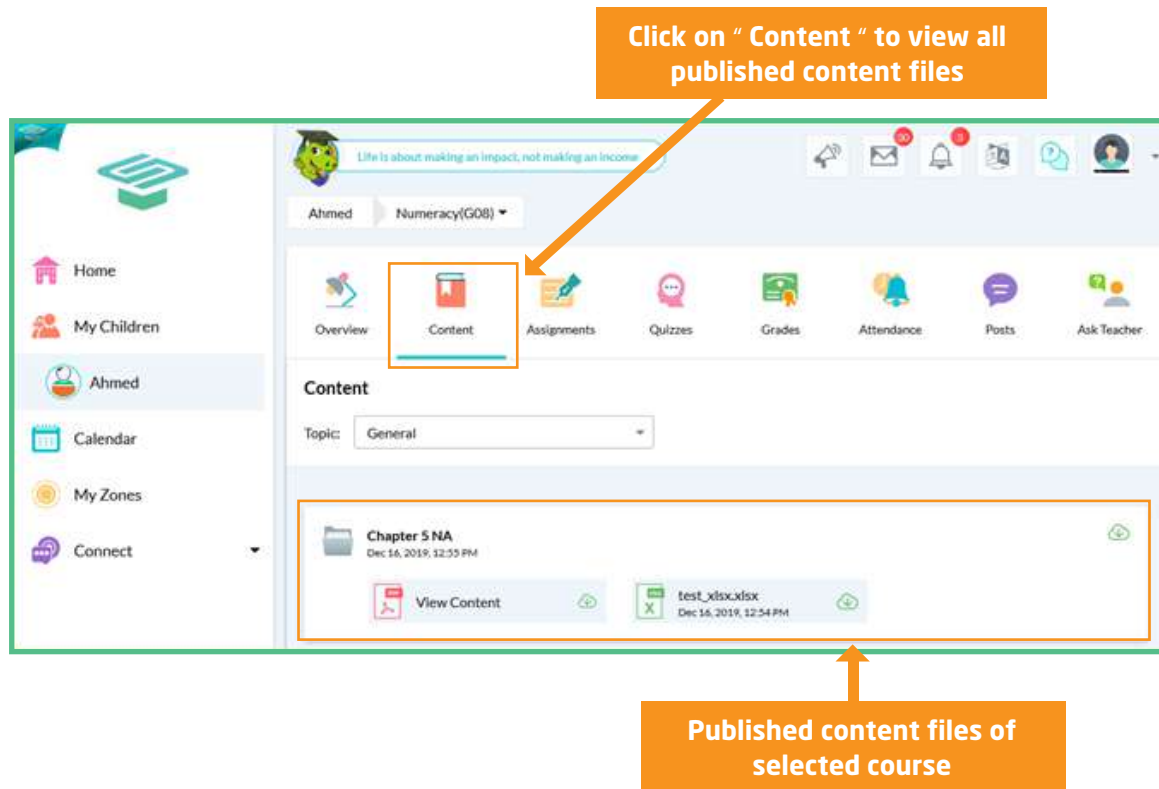 Click on “ Content “ to view all
published content files
Life is about making an impact, not making an income
Ahmed
Numeracy(G08)
Home
My Children
Ahmed
Calendar
My Zones
Connect
Overview
Content
Assignments
Quizzes
Grades
Attendance
Posts
Ask Teacher
Content
Topic: General
Chapter 5 NA
Dec 16, 2019, 12:55 PM
View Content
test_xlsx.xlsx
Dec 16, 2019, 12:54 PM
Published content files of
selected course